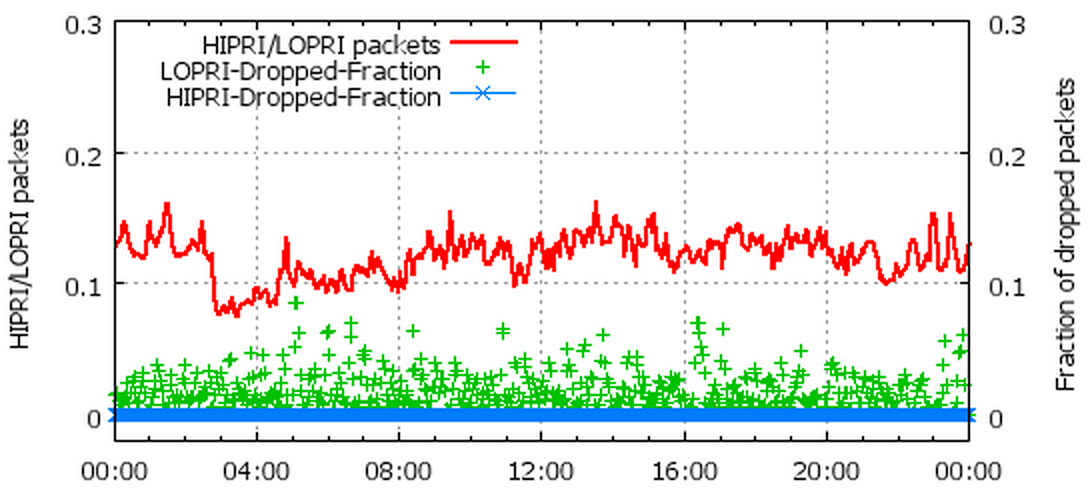 HIPRI/LOPRI packets
LOPRI-Dropped-Fraction
HIPRI-Dropped-Fraction
0.3
0.2
0.1
0
HIPRI/LOPRI packets
0.3
0.2
0.1
0
Fraction of dropped packets
00:00 04:00 08:00 12:00 16:00 20:00 00:00